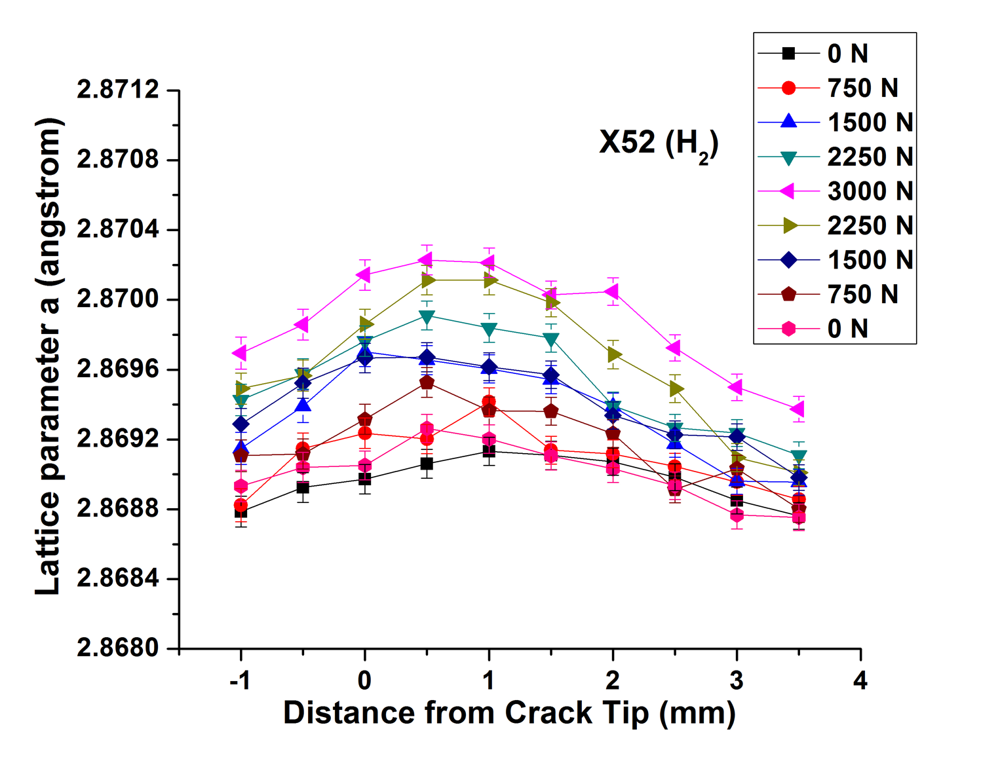 0 N
750 N
1500 N
2250 N
3000 N
2250 N
1500 N
750 N
0 N
X52 (H₂)
2.8712
2.8708
2.8704
2.8700
2.8696
2.8692
2.8688
2.8684
2.8680
Lattice parameter a (angstrom)
-1 0 1 2 3 4
Distance from Crack Tip (mm)